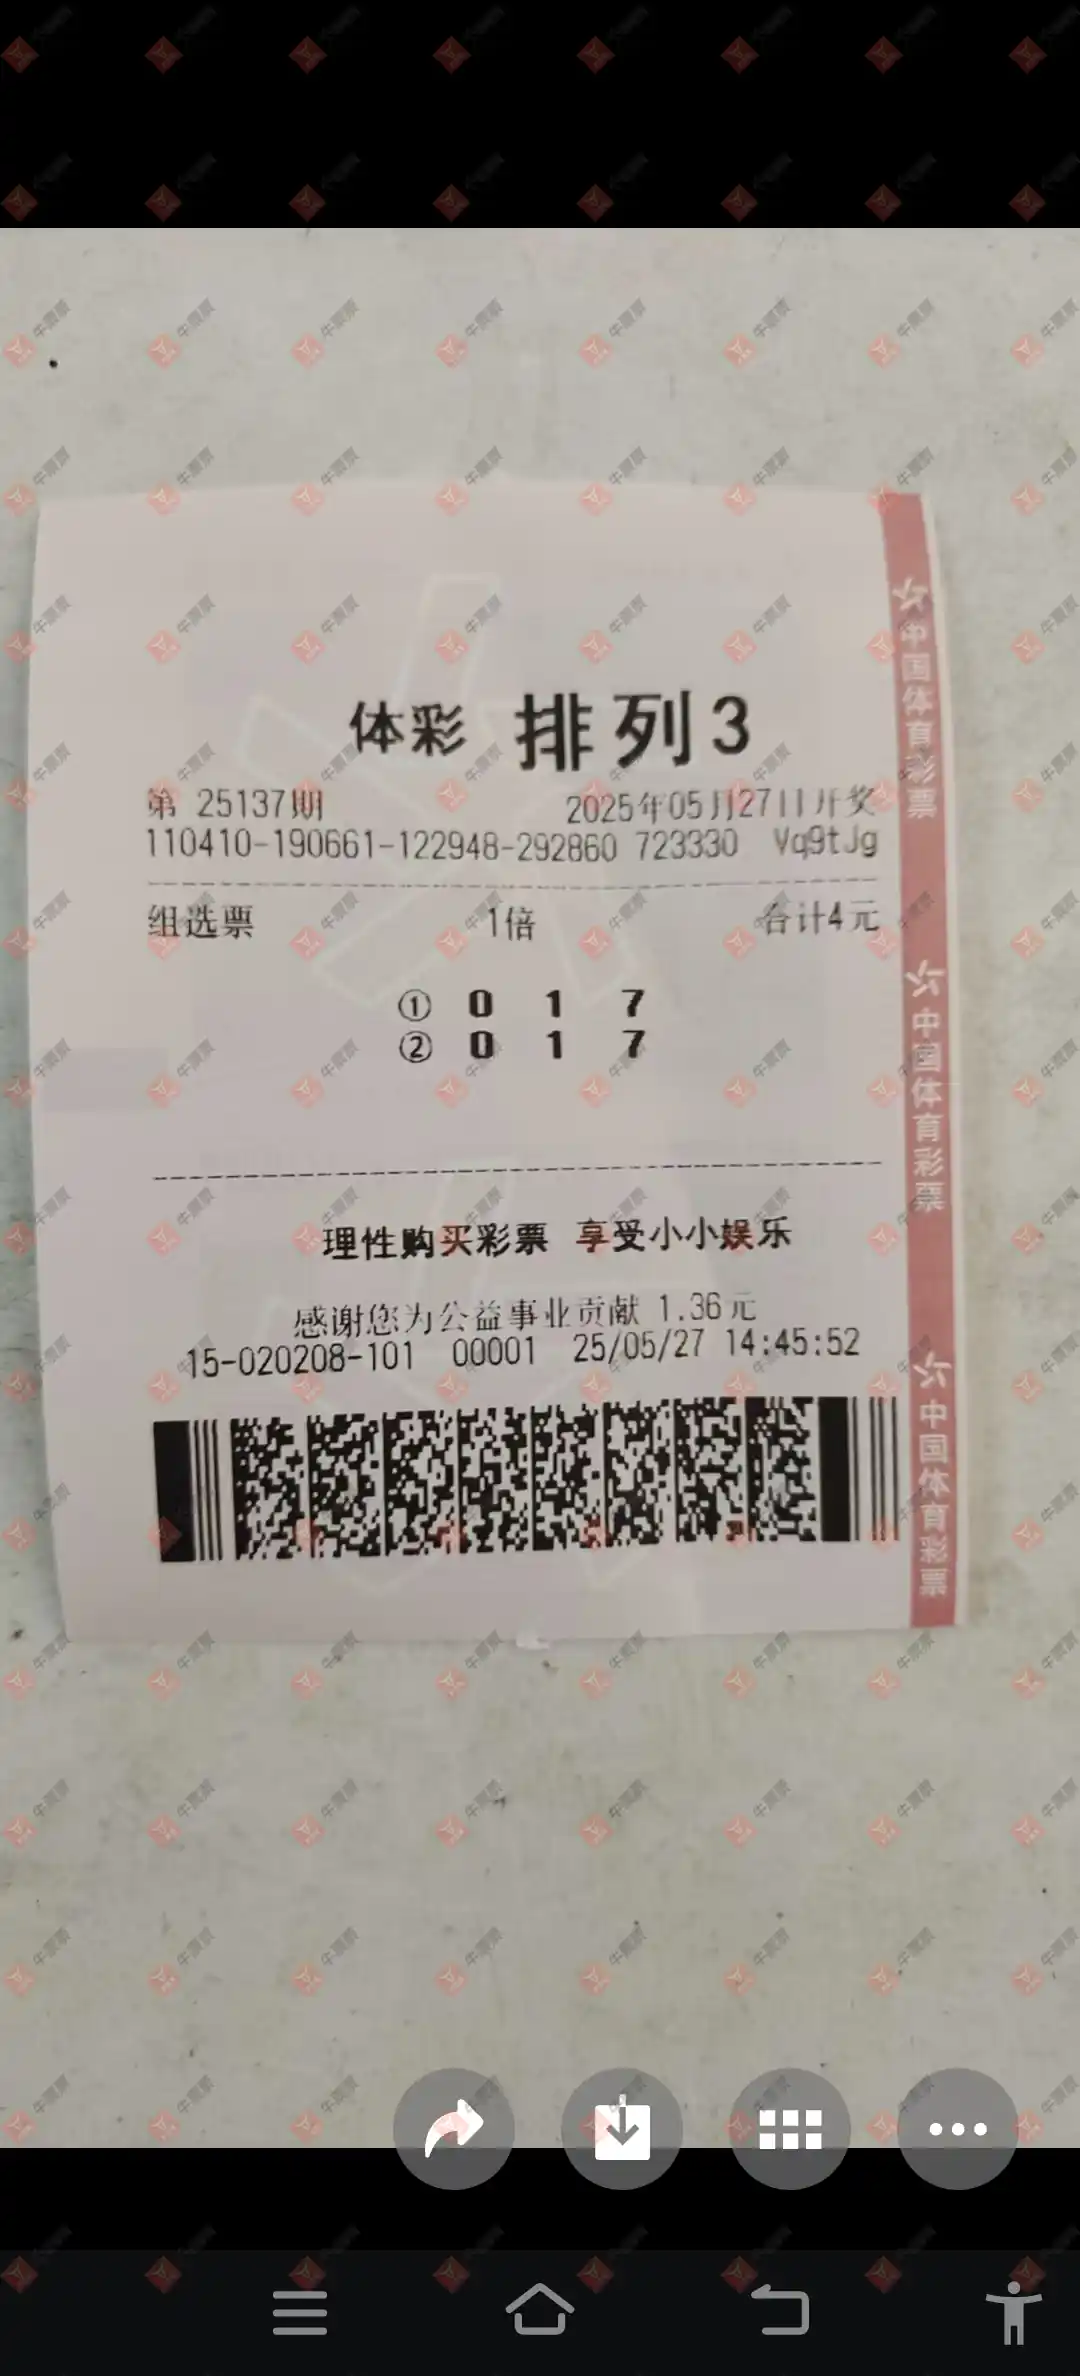 体彩 排列3
第 25137期 2025年05月27日开奖
110410-190661-122948-292860 723330 Vq9tJg
组选票 1倍 合计4元
① 0 1 7
② 0 1 7
理性购买彩票 享受小小娱乐
感谢您为公益事业贡献 1.36元
15-020208-101 00001 25/05/27 14:45:52
中国体育彩票
中国体育彩票
中国体育彩票
牛票票